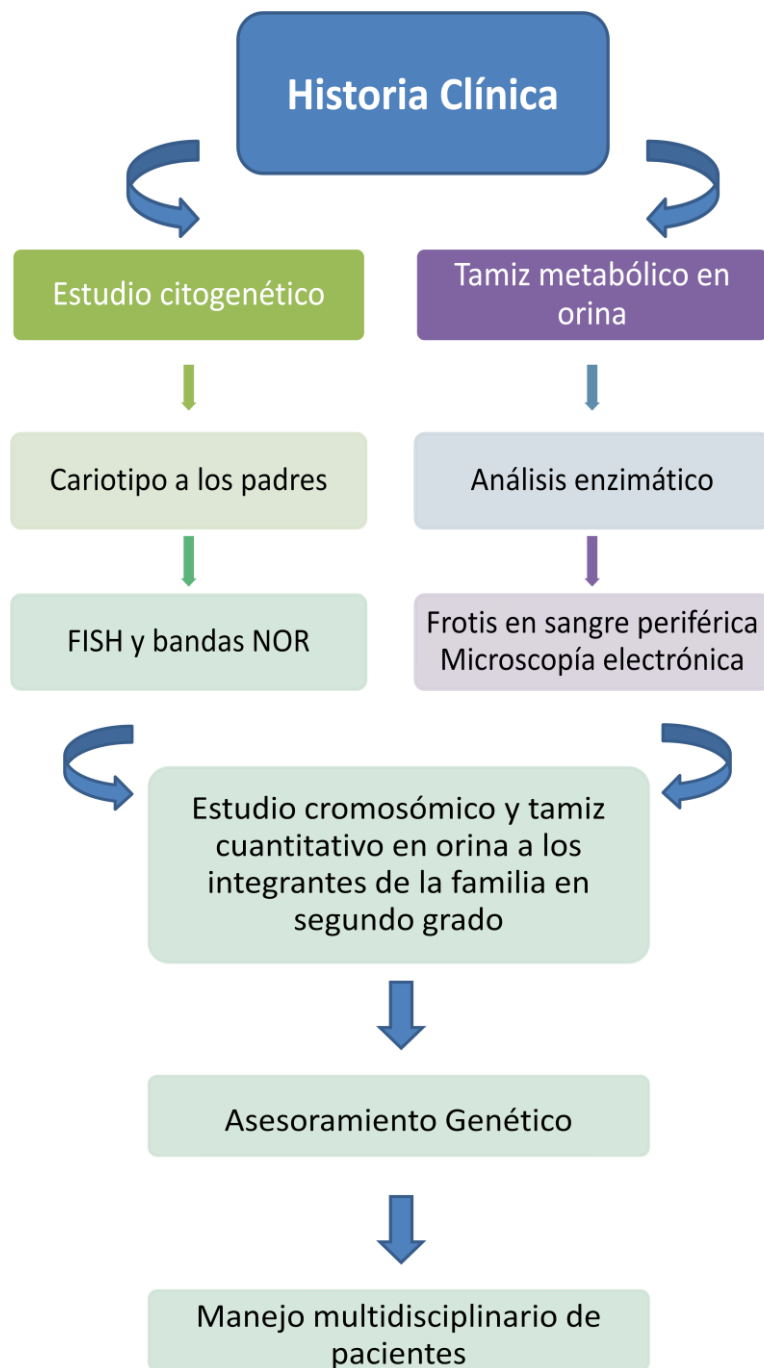 Historia Clínica
Estudio citogenético
Tamiz metabólico en
orina
Cariotipo a los padres
Análisis enzimático
FISH y bandas NOR
Frotis en sangre periférica
Microscopía electrónica
Estudio cromosómico y tamiz
cuantitativo en orina a los
integrantes de la familia en
segundo grado
Asesoramiento Genético
Manejo multidisciplinario de
pacientes